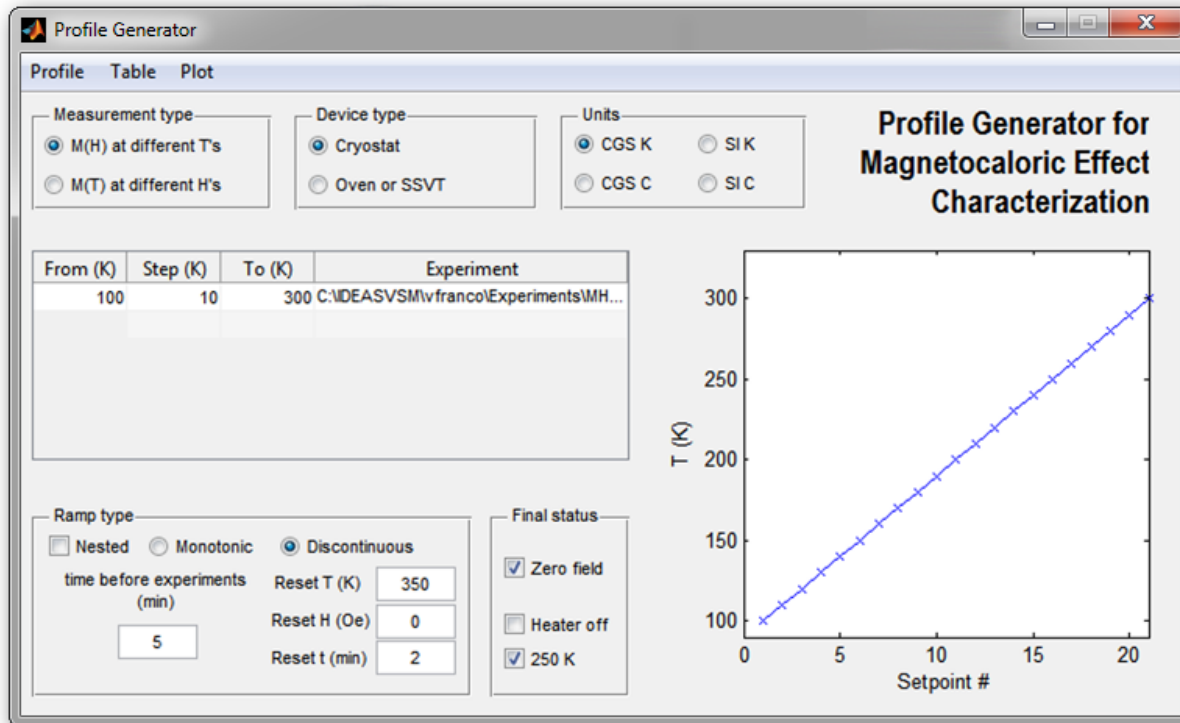 Profile Generator
Profile Table Plot
Measurement type
M(H) at different T's
M(T) at different H's
Device type
Cryostat
Oven or SSVT
Units
CGS K
SI K
CGS C
SI C
Profile Generator for
Magnetocaloric Effect
Characterization
From (K) Step (K) To (K) Experiment
100 10 300 C:\IDEASVSM\vfranco\Experiments\MH...
Ramp type
Nested Monotonic Discontinuous
time before experiments
(min)
5
Reset T (K) 350
Reset H (Oe) 0
Reset t (min) 2
Final status
Zero field
Heater off
250 K
T (K)
300
250
200
150
100
0 5 10 15 20
Setpoint #